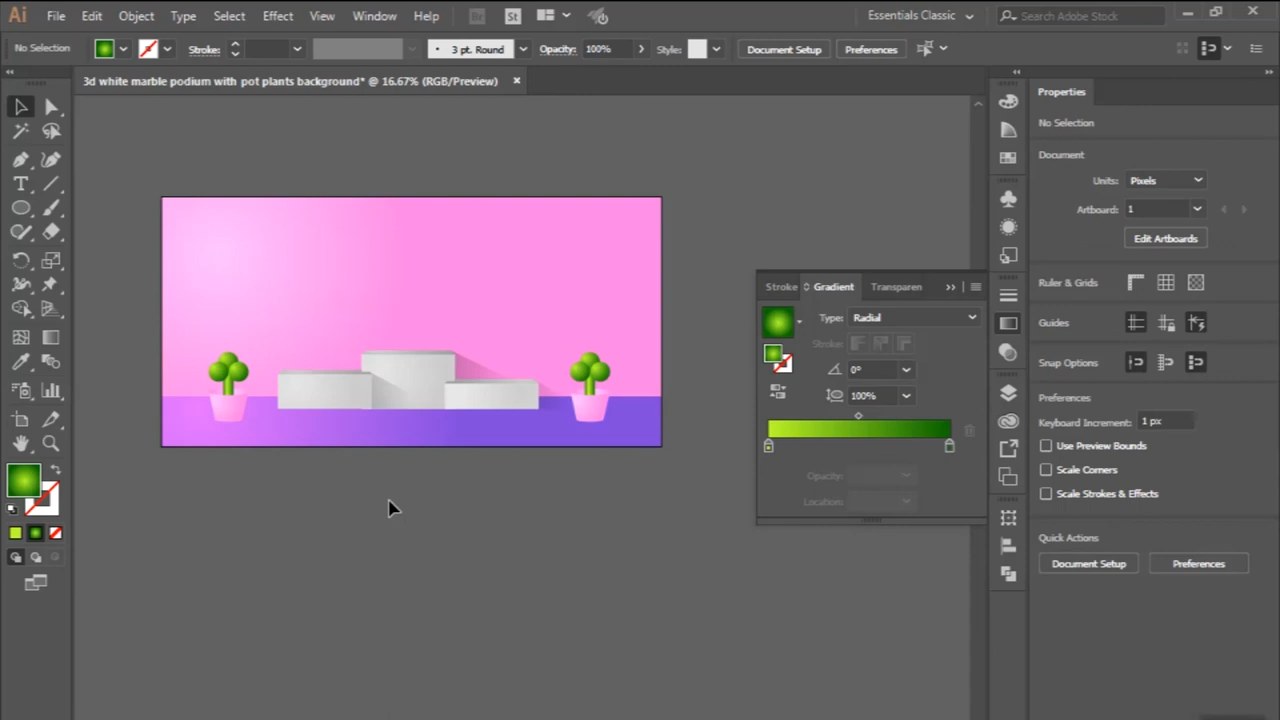 Ai File Edit Object Type Select Effect View Window Help Br St Essentials Classic Search Adobe Stock
No Selection Stroke: 3 pt. Round Opacity: 100% Style: Document Setup Preferences
3d white marble podium with pot plants background* @ 16.67% (RGB/Preview)
Properties
No Selection
Document
Units: Pixels
Artboard: 1
Edit Artboards
Ruler & Grids
Guides
Snap Options
Preferences
Keyboard Increment: 1 px
Use Preview Bounds
Scale Corners
Scale Strokes & Effects
Quick Actions
Document Setup Preferences
Stroke Gradient Transparen
Type: Radial
Stroke:
0°
100%
Opacity:
Location: